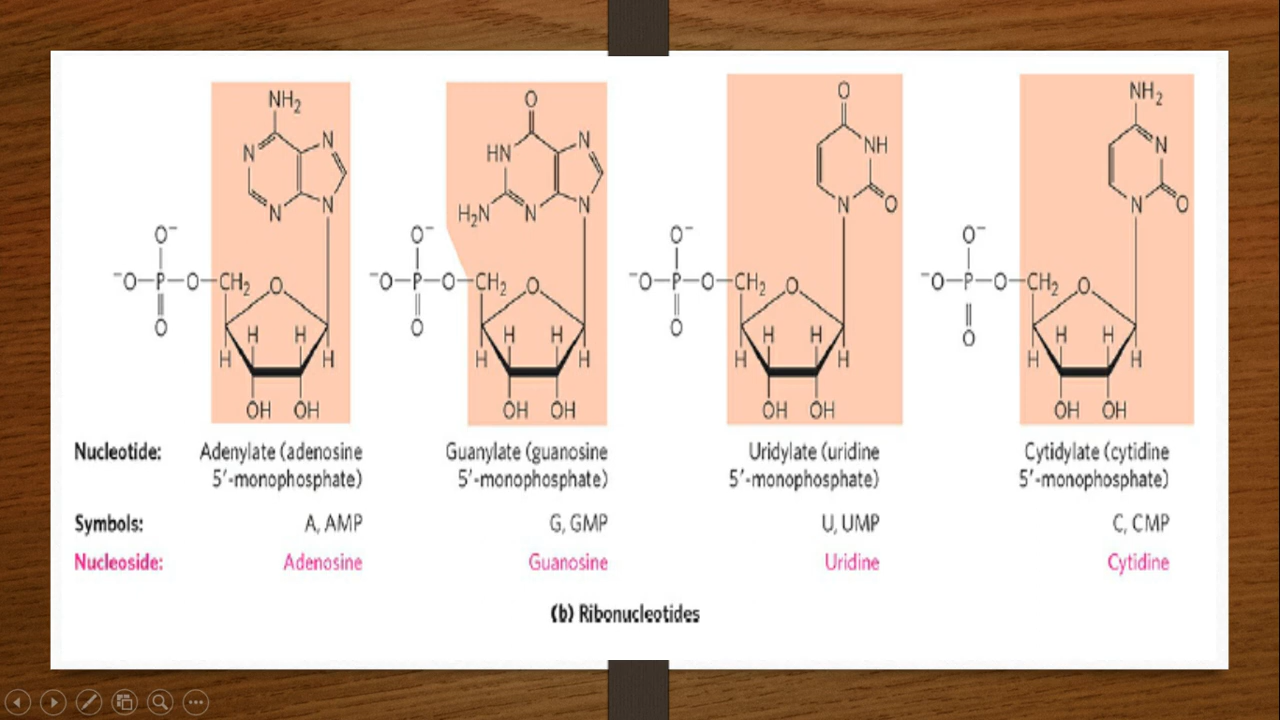 NH₂ O O NH₂
N N HN N NH N
N N H₂N N N N O N O
O⁻ O⁻ O⁻ O⁻
⁻O P O CH₂ O ⁻O P O CH₂ O ⁻O P O CH₂ O ⁻O P O CH₂ O
O H H O H H O H H O H H
H H H H H H H H
OH OH OH OH OH OH OH OH
Nucleotide: Adenylate (adenosine Guanylate (guanosine Uridylate (uridine Cytidylate (cytidine
5′-monophosphate) 5′-monophosphate) 5′-monophosphate) 5′-monophosphate)
Symbols: A, AMP G, GMP U, UMP C, CMP
Nucleoside: Adenosine Guanosine Uridine Cytidine
(b) Ribonucleotides